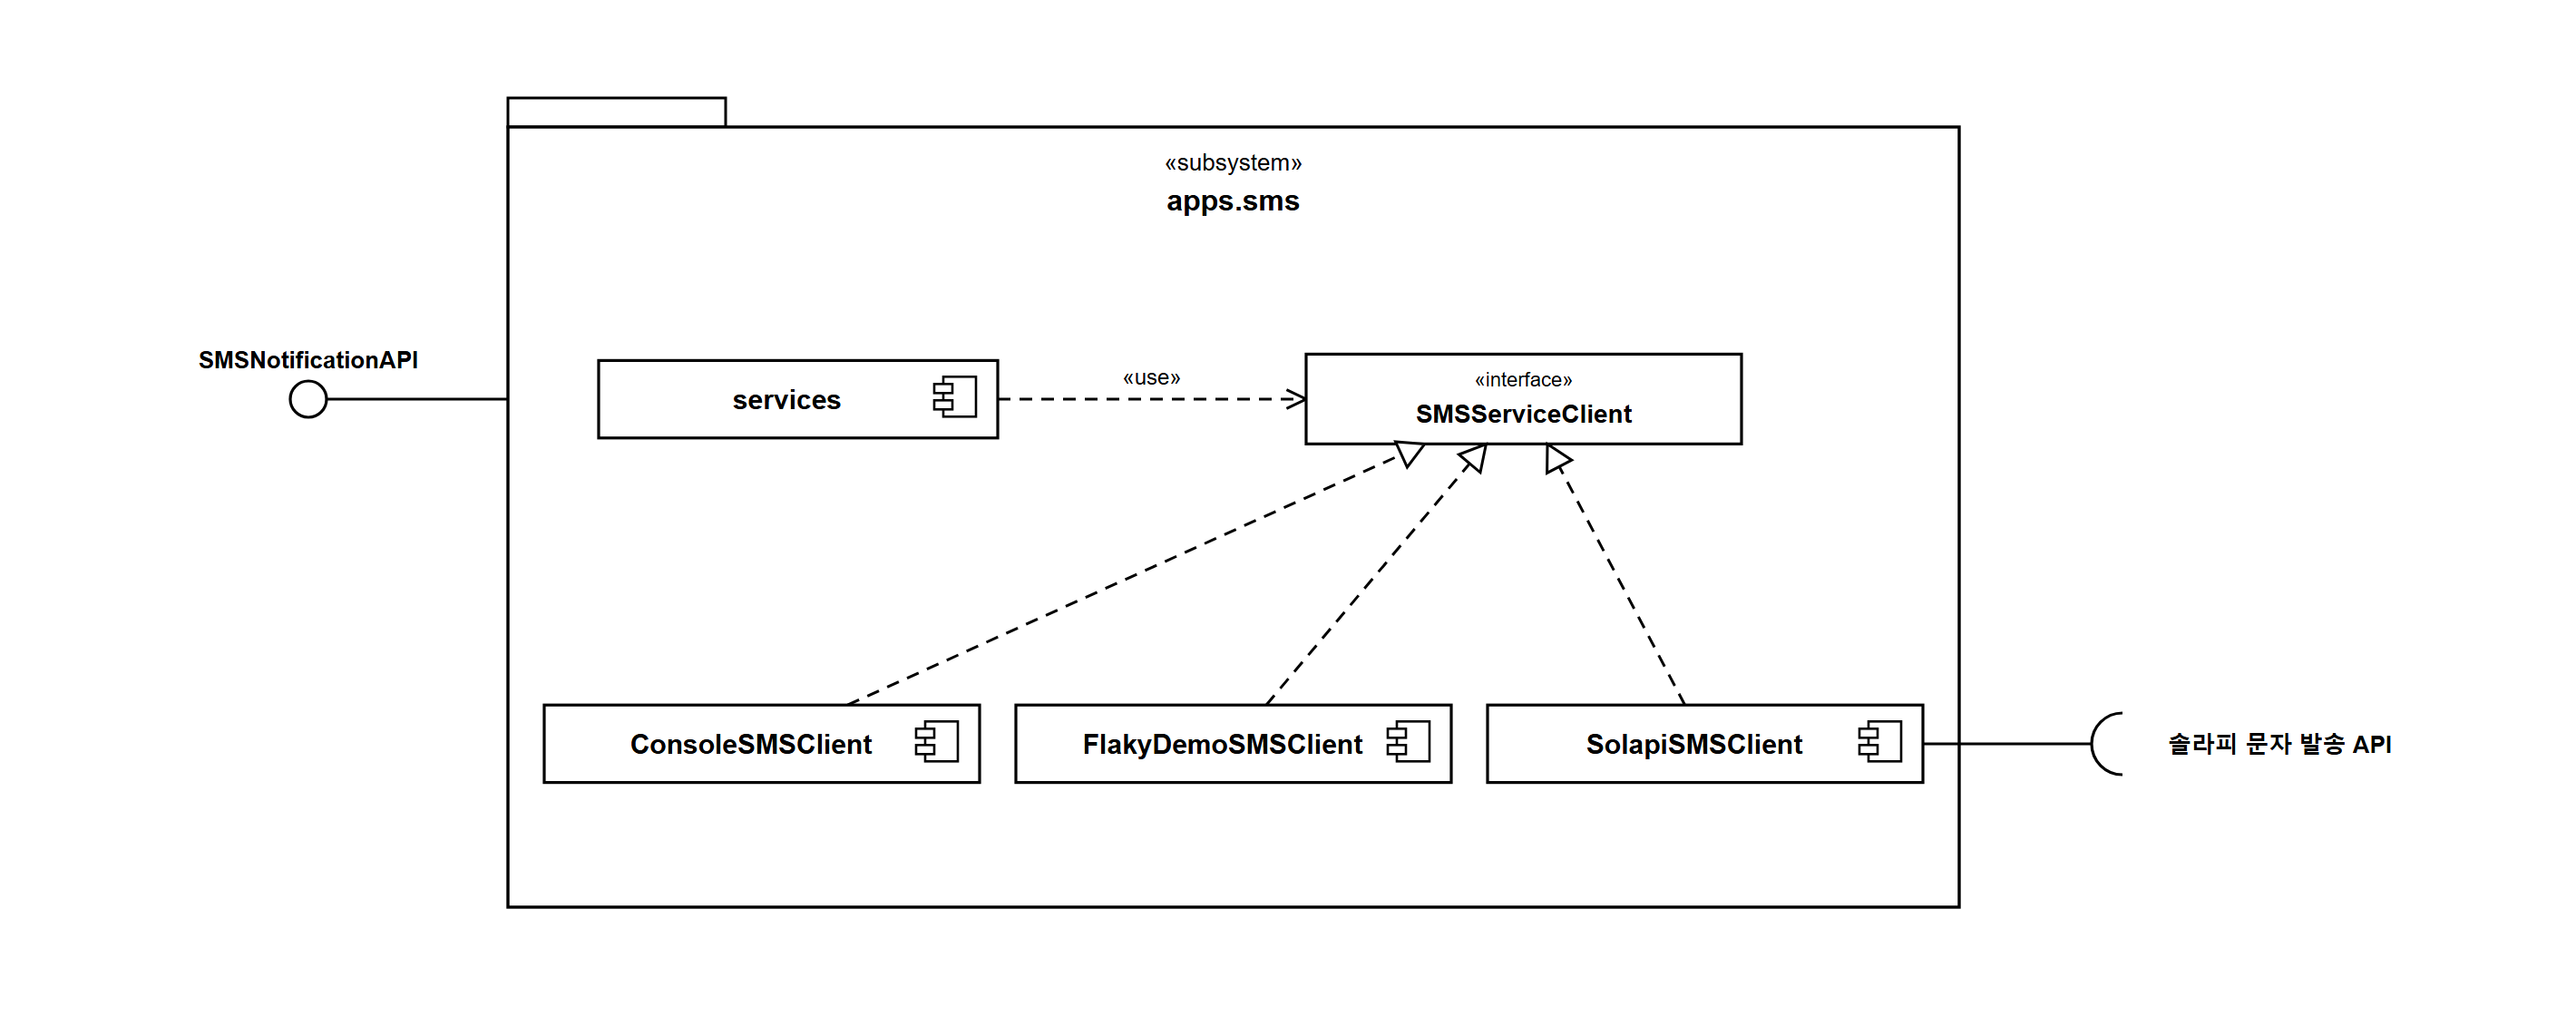 «subsystem»
apps.sms
SMSNotificationAPI
services
«use»
«interface»
SMSServiceClient
ConsoleSMSClient
FlakyDemoSMSClient
SolapiSMSClient
솔라피 문자 발송 API